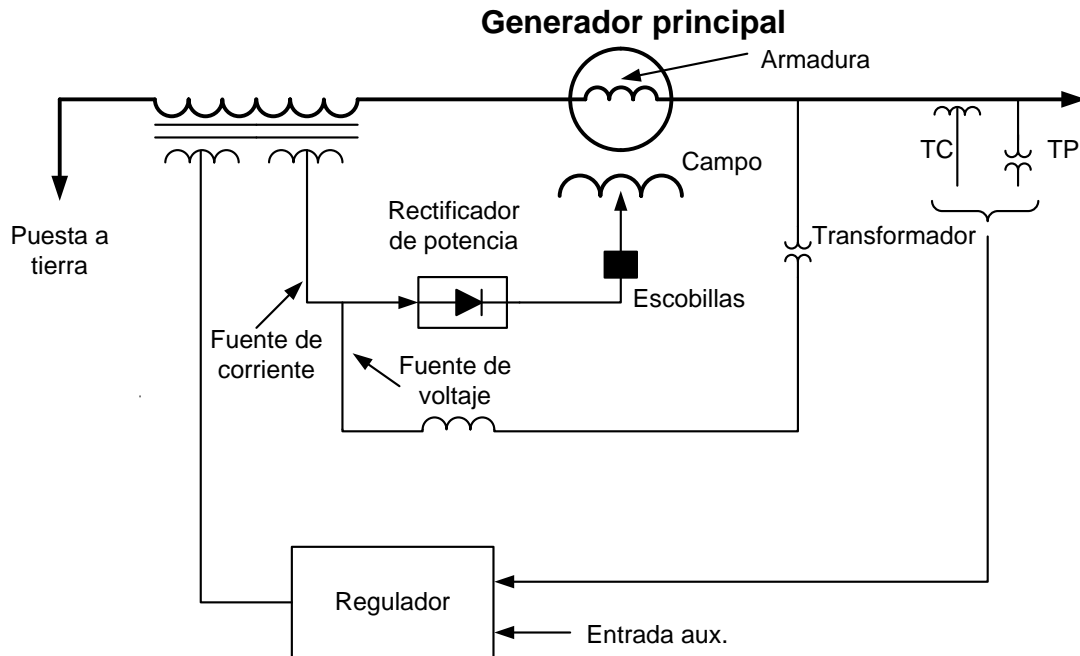 Generador principal
Armadura
TC
TP
Campo
Puesta a
tierra
Rectificador
de potencia
Transformador
Escobillas
Fuente de
corriente
Fuente de
voltaje
Regulador
Entrada aux.